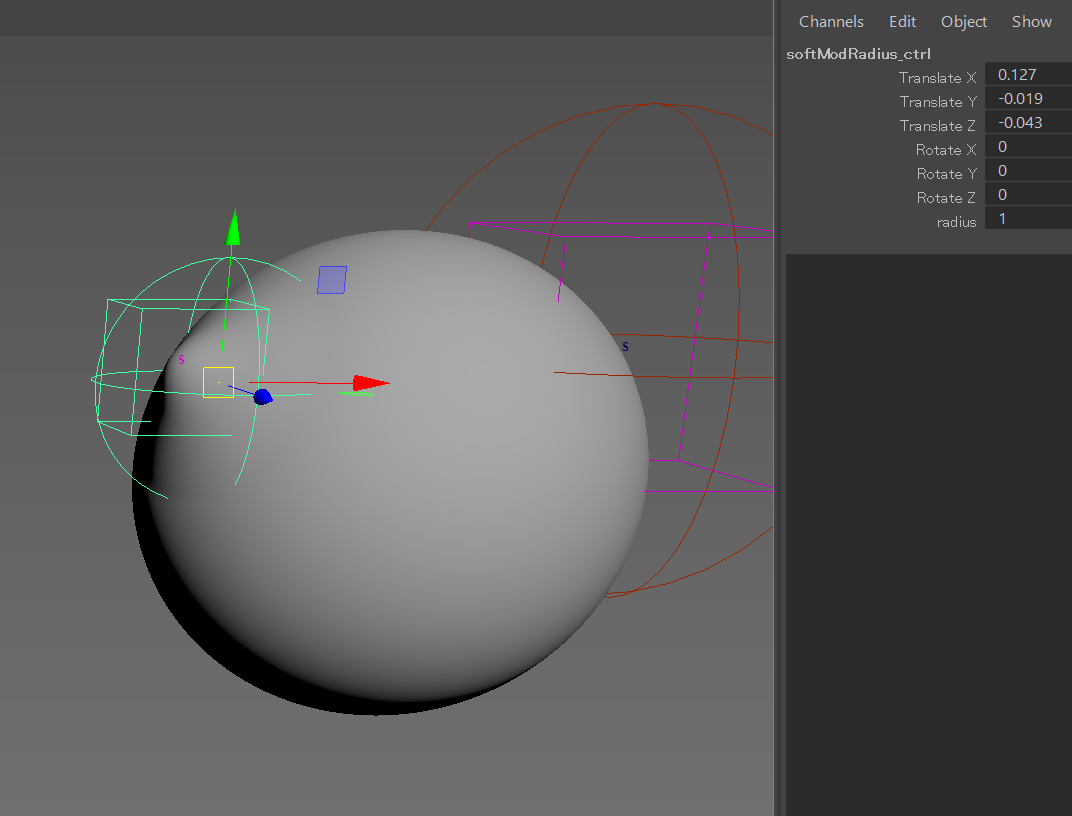 Channels Edit Object Show
softModRadius_ctrl
Translate X 0.127
Translate Y -0.019
Translate Z -0.043
Rotate X 0
Rotate Y 0
Rotate Z 0
radius 1
S
S